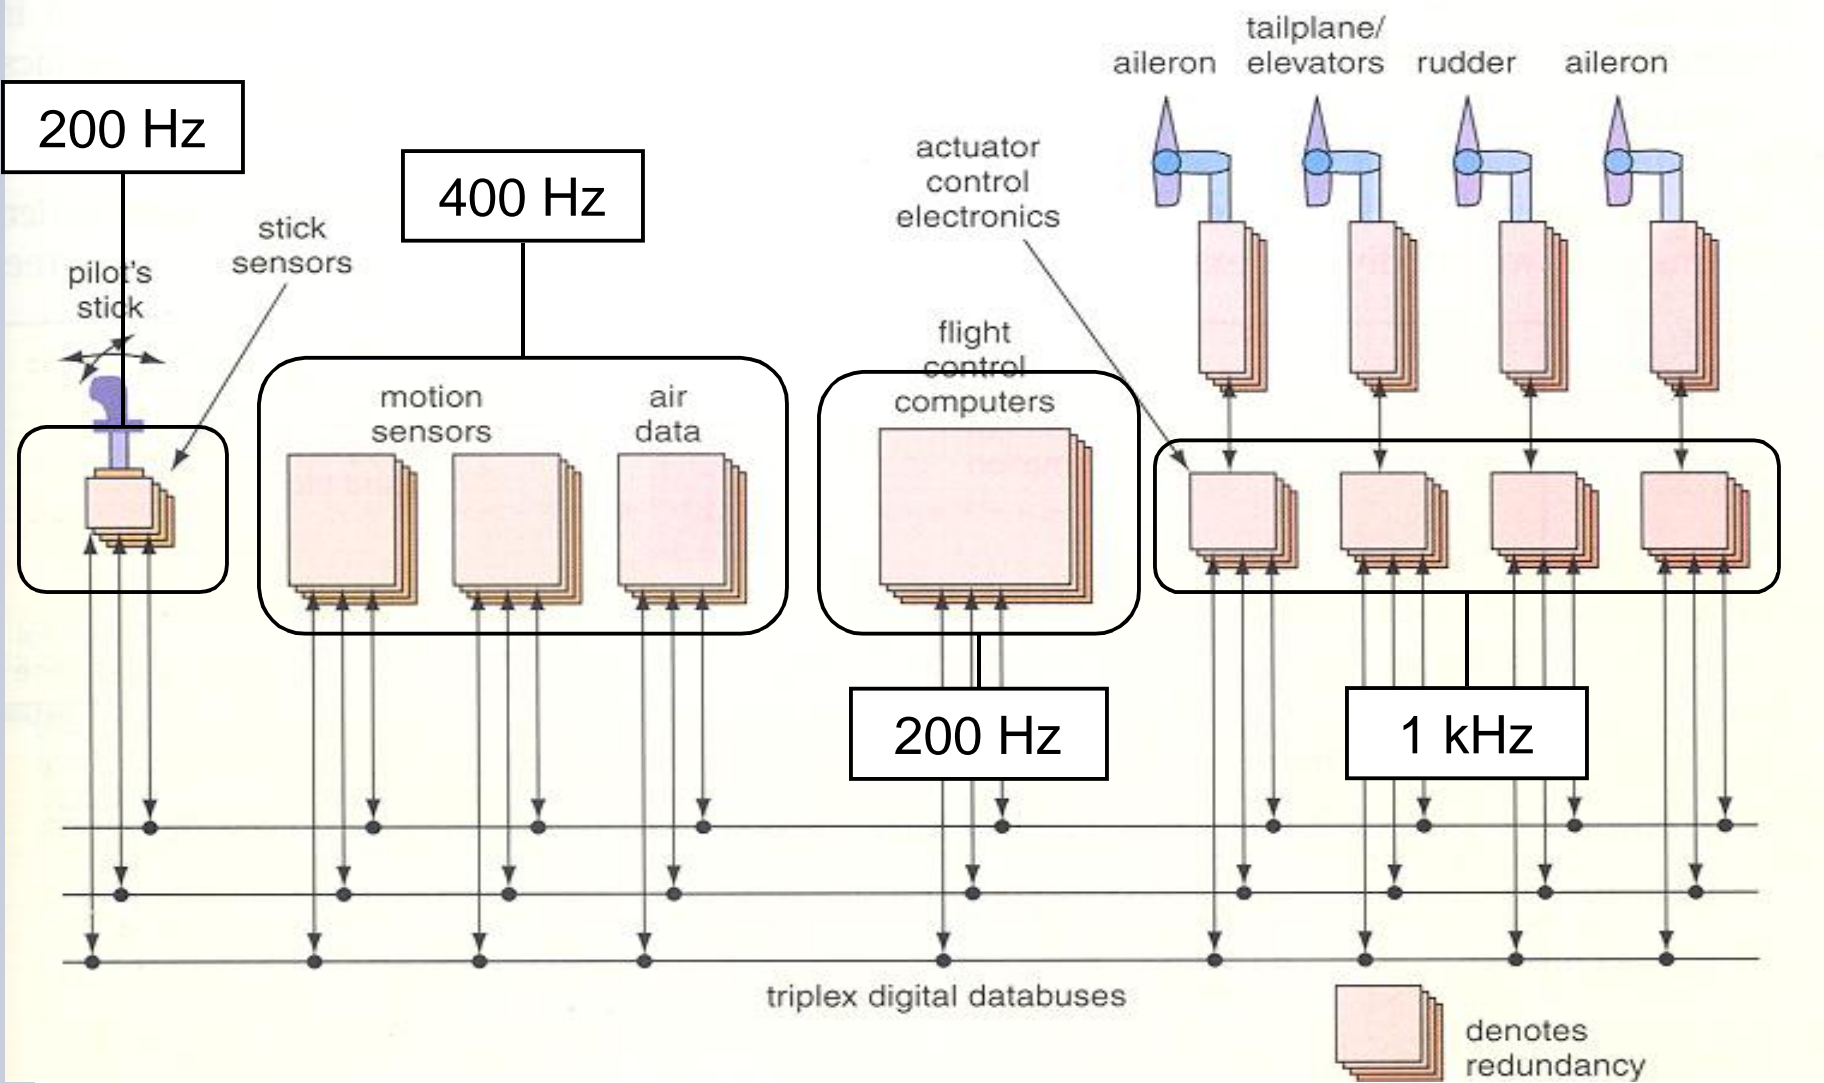 tailplane/
aileron elevators rudder aileron
200 Hz
400 Hz
actuator
control
electronics
stick
sensors
pilot's
stick
flight
control
computers
motion
sensors
air
data
200 Hz
1 kHz
triplex digital databuses
denotes
redundancy